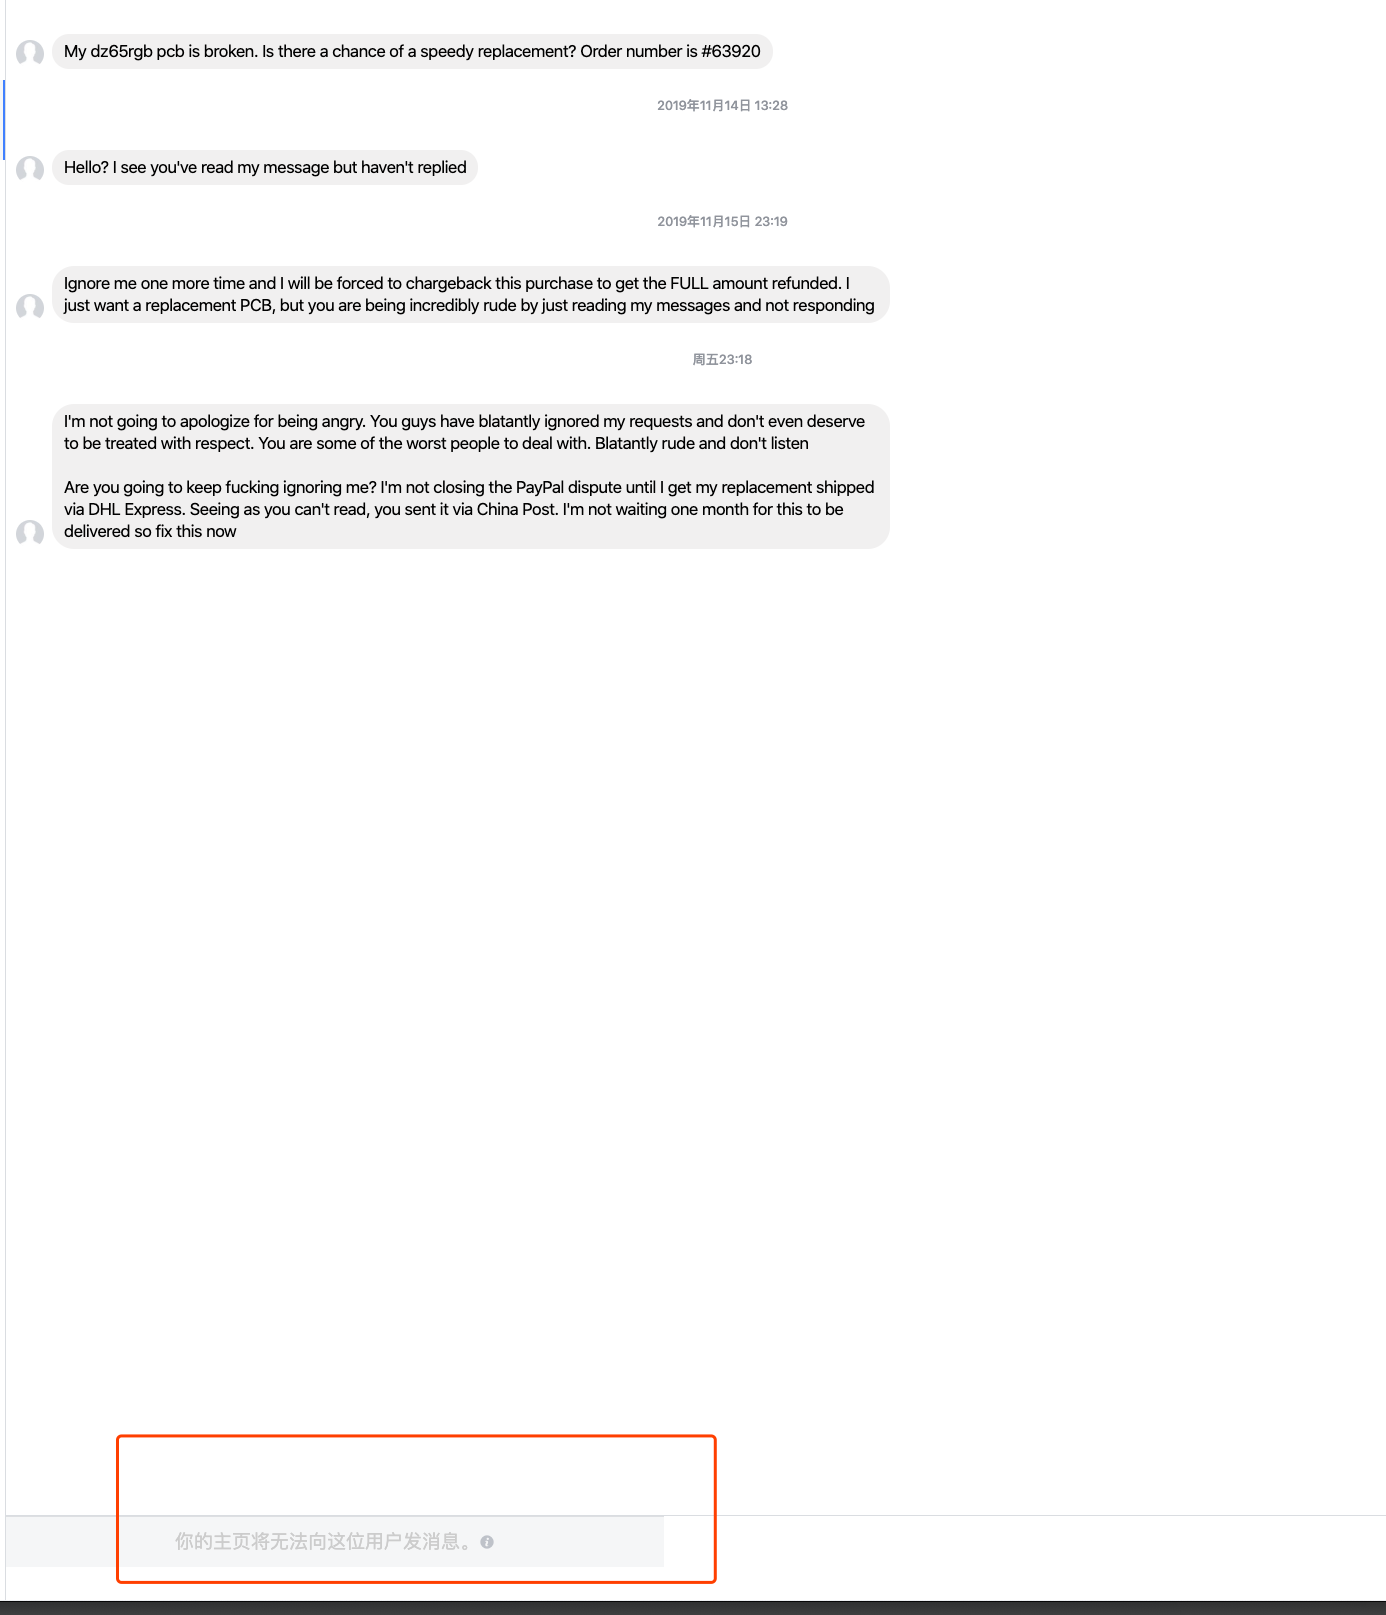 My dz65rgb pcb is broken. Is there a chance of a speedy replacement? Order number is #63920
2019年11月14日 13:28
Hello? I see you've read my message but haven't replied
2019年11月15日 23:19
Ignore me one more time and I will be forced to chargeback this purchase to get the FULL amount refunded. I
just want a replacement PCB, but you are being incredibly rude by just reading my messages and not responding
周五23:18
I'm not going to apologize for being angry. You guys have blatantly ignored my requests and don't even deserve
to be treated with respect. You are some of the worst people to deal with. Blatantly rude and don't listen
Are you going to keep fucking ignoring me? I'm not closing the PayPal dispute until I get my replacement shipped
via DHL Express. Seeing as you can't read, you sent it via China Post. I'm not waiting one month for this to be
delivered so fix this now
你的主页将无法向这位用户发消息。